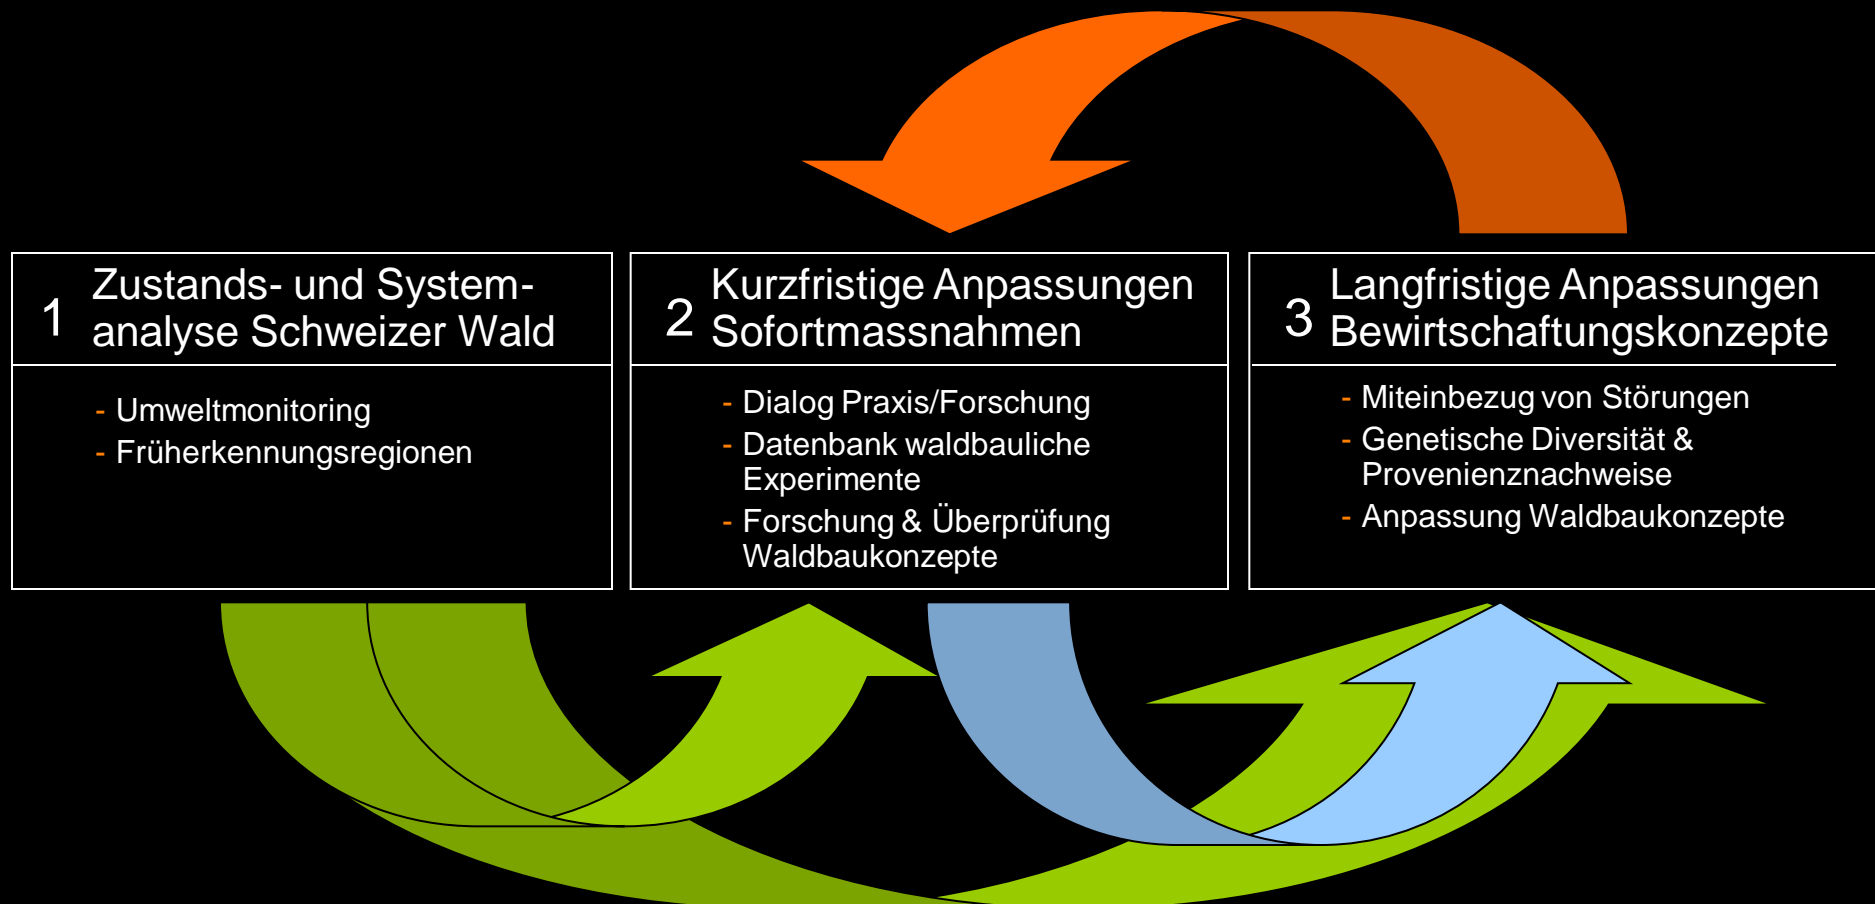 1 Zustands- und System-
analyse Schweizer Wald
- Umweltmonitoring
- Früherkennungsregionen
2 Kurzfristige Anpassungen
Sofortmassnahmen
- Dialog Praxis/Forschung
- Datenbank waldbauliche
Experimente
- Forschung & Überprüfung
Waldbaukonzepte
3 Langfristige Anpassungen
Bewirtschaftungskonzepte
- Miteinbezug von Störungen
- Genetische Diversität &
Provenienznachweise
- Anpassung Waldbaukonzepte